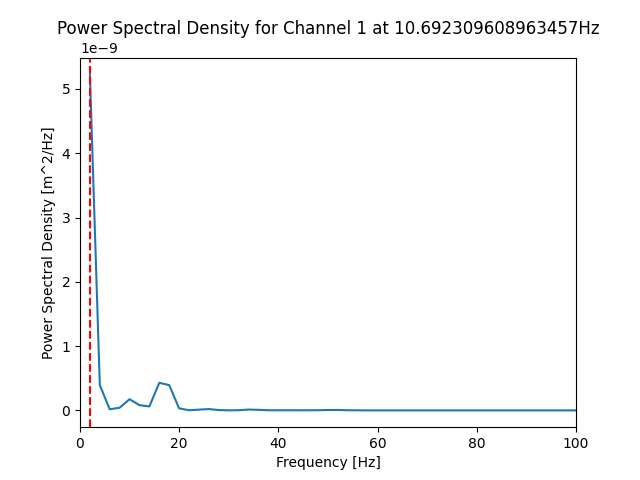 Power Spectral Density for Channel 1 at 10.692309608963457Hz
1e−9
5
4
3
2
1
0
Power Spectral Density [m^2/Hz]
0 20 40 60 80 100
Frequency [Hz]